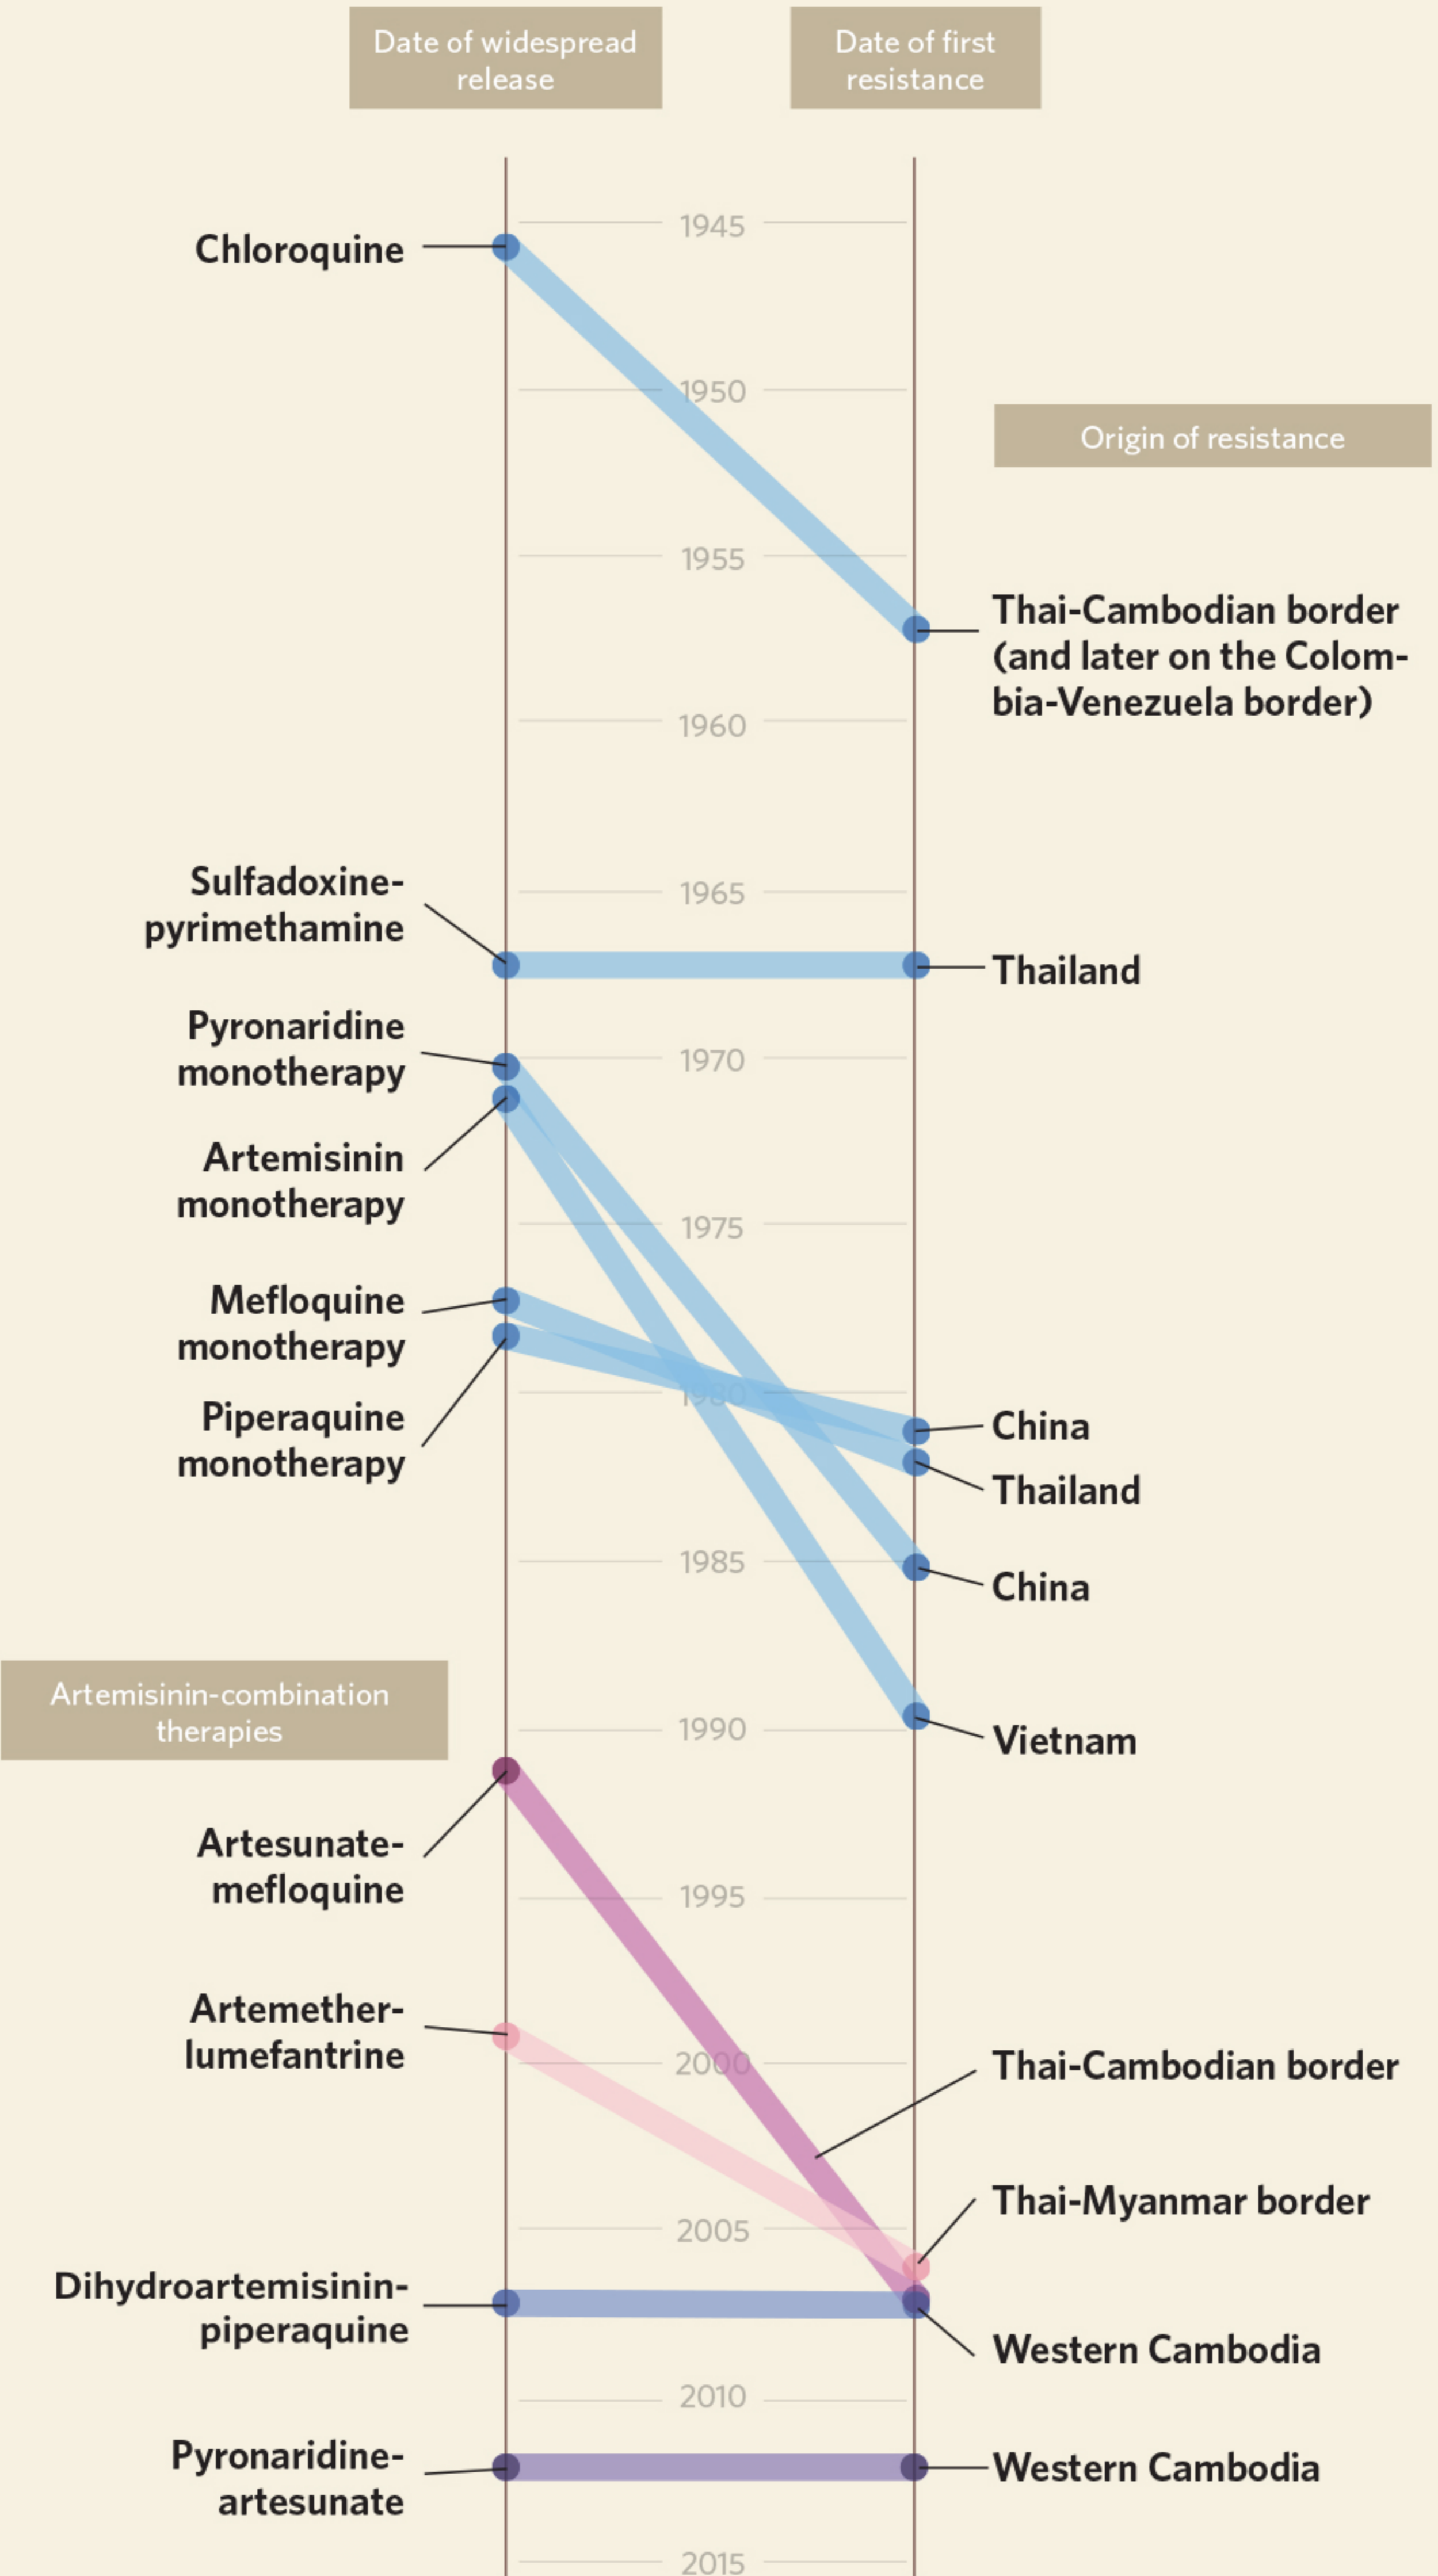 Date of widespread
release
Date of first
resistance
1945
Chloroquine
1950
Origin of resistance
1955
Thai-Cambodian border
(and later on the Colom-
bia-Venezuela border)
1960
Sulfadoxine-
pyrimethamine
1965
Thailand
Pyronaridine
monotherapy
1970
Artemisinin
monotherapy
1975
Mefloquine
monotherapy
1980
Piperaquine
monotherapy
China
Thailand
1985
China
Artemisinin-combination
therapies
1990
Vietnam
Artesunate-
mefloquine
1995
Artemether-
lumefantrine
2000
Thai-Cambodian border
Thai-Myanmar border
2005
Dihydroartemisinin-
piperaquine
Western Cambodia
2010
Pyronaridine-
artesunate
Western Cambodia
2015